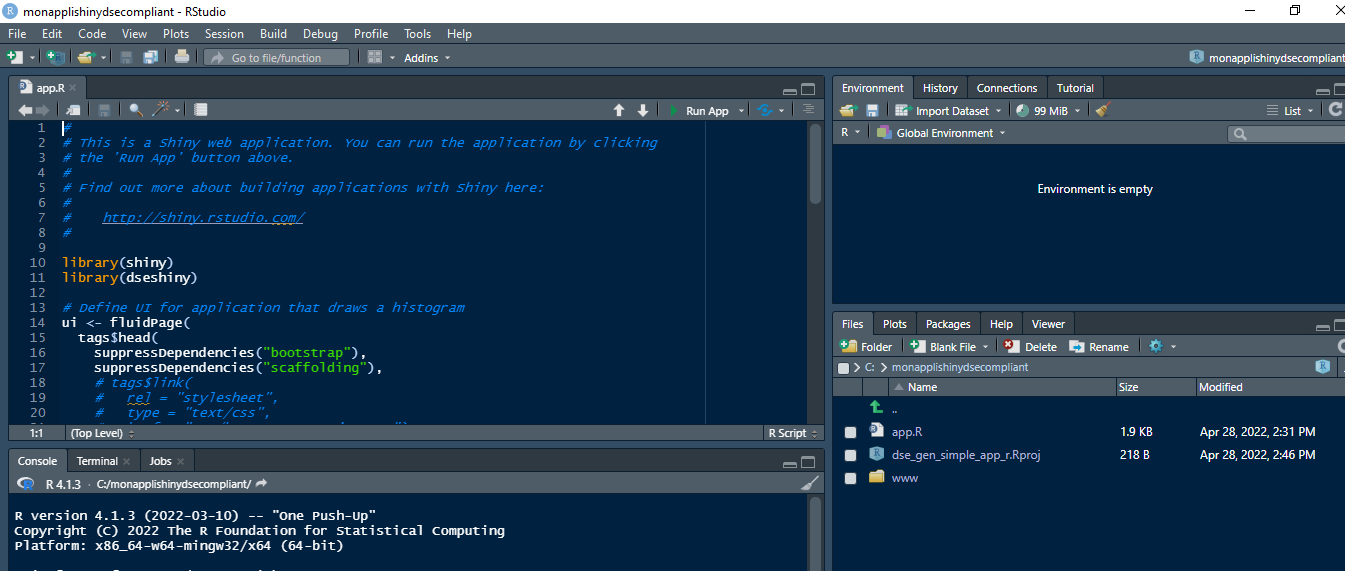 monapplishinydsecompliant - RStudio
File Edit Code View Plots Session Build Debug Profile Tools Help
Go to file/function Addins monapplishinydsecompliant
app.R
Run App
1 #
2 # This is a Shiny web application. You can run the application by clicking
3 # the 'Run App' button above.
4 #
5 # Find out more about building applications with Shiny here:
6 #
7 # http://shiny.rstudio.com/
8 #
9
10 library(shiny)
11 library(dseshiny)
12
13 # Define UI for application that draws a histogram
14 ui <- fluidPage(
15 tags$head(
16 suppressDependencies("bootstrap"),
17 suppressDependencies("scaffolding"),
18 # tags$link(
19 # rel = "stylesheet",
20 # type = "text/css",
1:1 (Top Level) R Script
Console Terminal Jobs
R 4.1.3 · C:/monapplishinydsecompliant/
R version 4.1.3 (2022-03-10) -- "One Push-Up"
Copyright (C) 2022 The R Foundation for Statistical Computing
Platform: x86_64-w64-mingw32/x64 (64-bit)
Environment History Connections Tutorial
Import Dataset 99 MiB List
R Global Environment
Environment is empty
Files Plots Packages Help Viewer
Folder Blank File Delete Rename
C: > monapplishinydsecompliant
Name Size Modified
..
app.R 1.9 KB Apr 28, 2022, 2:31 PM
dse_gen_simple_app_r.Rproj 218 B Apr 28, 2022, 2:46 PM
www